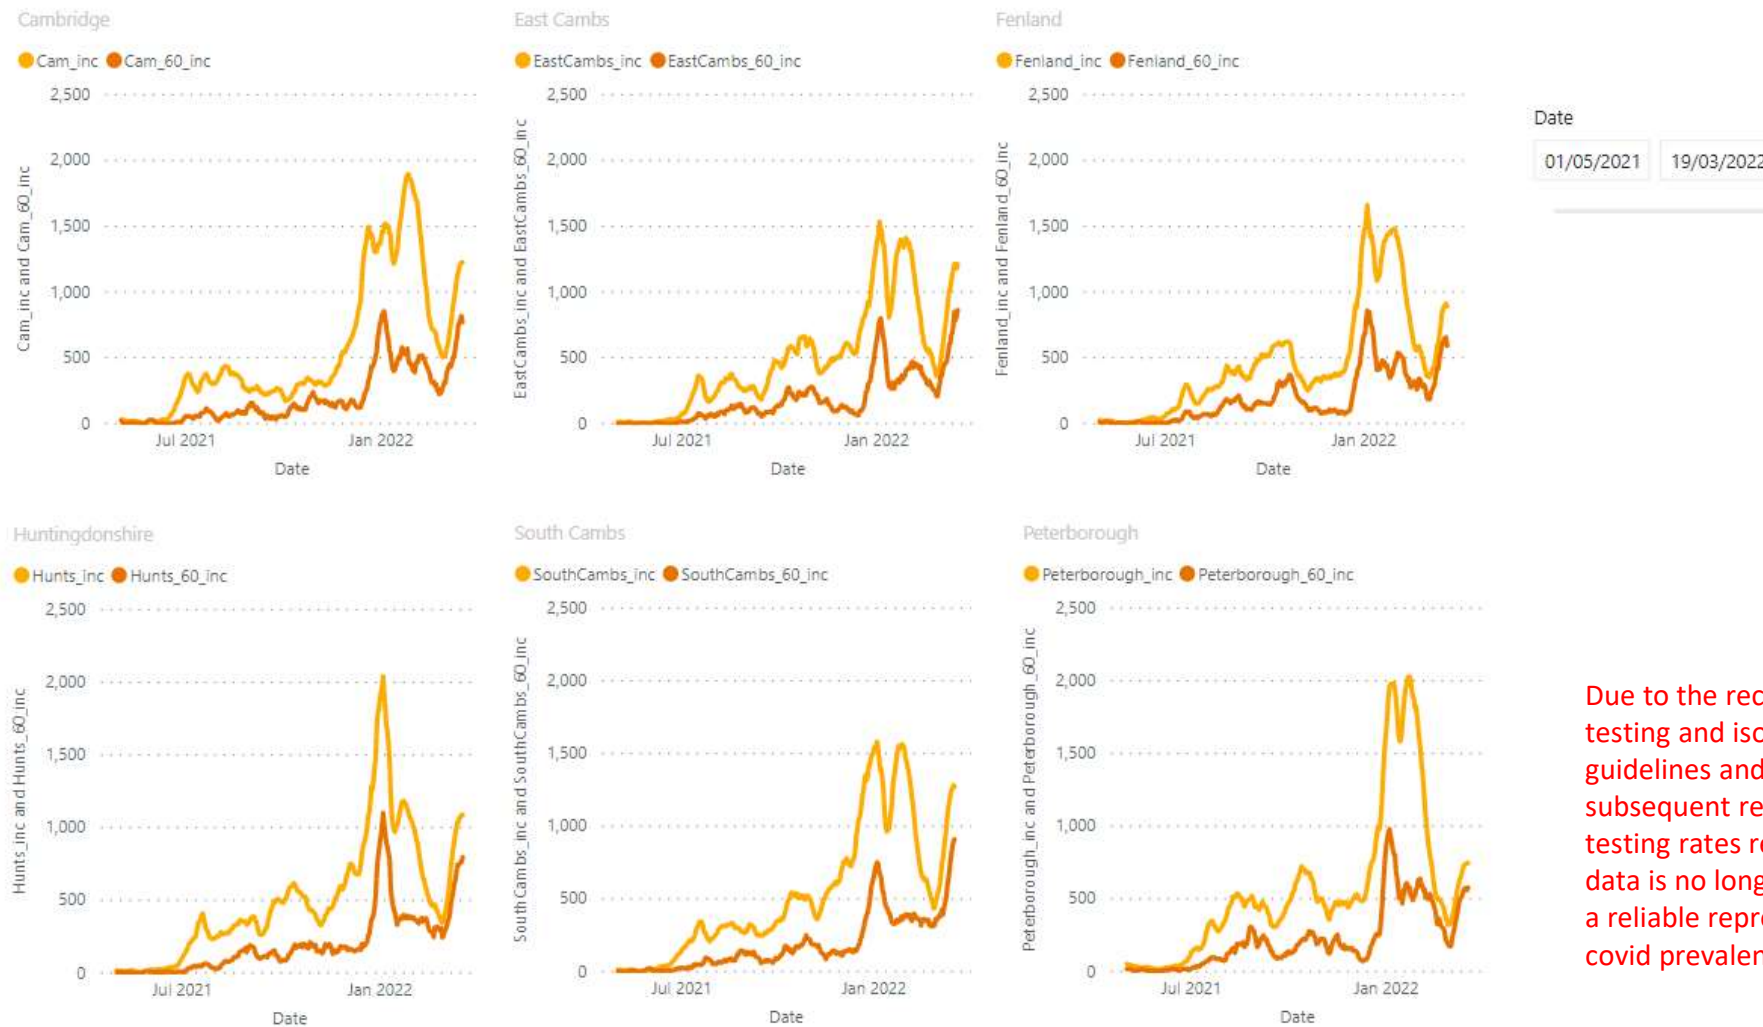 Cambridge
Cam_inc Cam_60_inc
2,500
2,000
1,500
1,000
500
0
Cam_inc and Cam_60_inc
Jul 2021 Jan 2022
Date
East Cambs
EastCambs_inc EastCambs_60_inc
2,500
2,000
1,500
1,000
500
0
EastCambs_inc and EastCambs_60_inc
Jul 2021 Jan 2022
Date
Fenland
Fenland_inc Fenland_60_inc
2,500
2,000
1,500
1,000
500
0
Fenland_inc and Fenland_60_inc
Jul 2021 Jan 2022
Date
Date
01/05/2021 19/03/2022
Huntingdonshire
Hunts_inc Hunts_60_inc
2,500
2,000
1,500
1,000
500
0
Hunts_inc and Hunts_60_inc
Jul 2021 Jan 2022
Date
South Cambs
SouthCambs_inc SouthCambs_60_inc
2,500
2,000
1,500
1,000
500
0
SouthCambs_inc and SouthCambs_60_inc
Jul 2021 Jan 2022
Date
Peterborough
Peterborough_inc Peterborough_60_inc
2,500
2,000
1,500
1,000
500
0
Peterborough_inc and Peterborough_60_inc
Jul 2021 Jan 2022
Date
Due to the
testing and
guidelines and
subsequent
testing rates
data is no
a reliable
covid